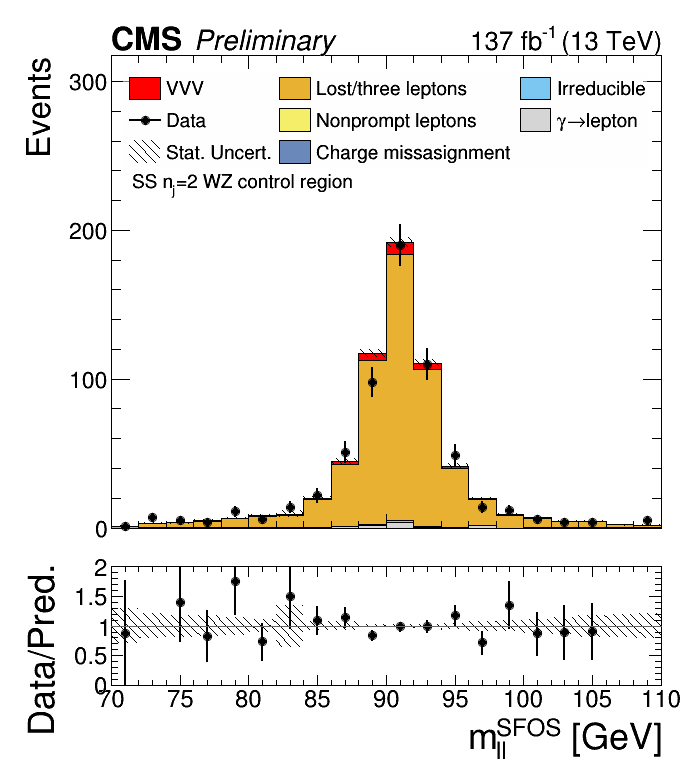 CMS Preliminary 137 fb⁻¹ (13 TeV)
Events
300
200
100
0
VVV
Lost/three leptons
Irreducible
Data
Nonprompt leptons
γ→lepton
Stat. Uncert.
Charge missasignment
SS nⱼ=2 WZ control region
Data/Pred.
2
1.5
1
0.5
0
70 75 80 85 90 95 100 105 110
m_ll^SFOS [GeV]